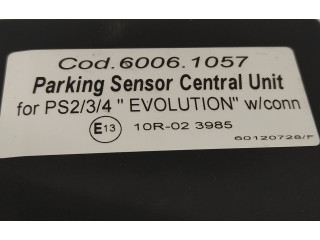 Cod.6006.1057
Parking Sensor Central Unit
for PS2/3/4 " EVOLUTION" w/conn
E13 10R-02 3985
60120728/F